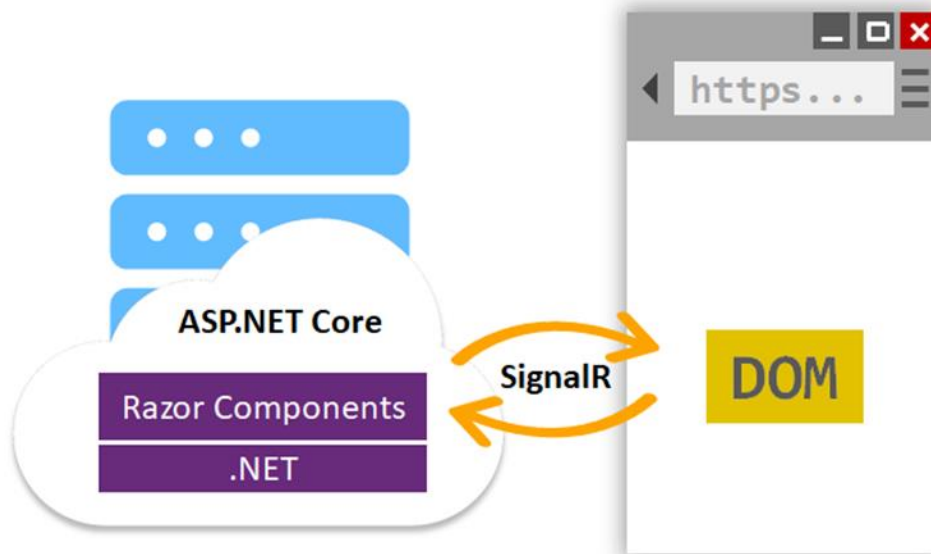 https...
ASP.NET Core
Razor Components
.NET
SignalR
DOM